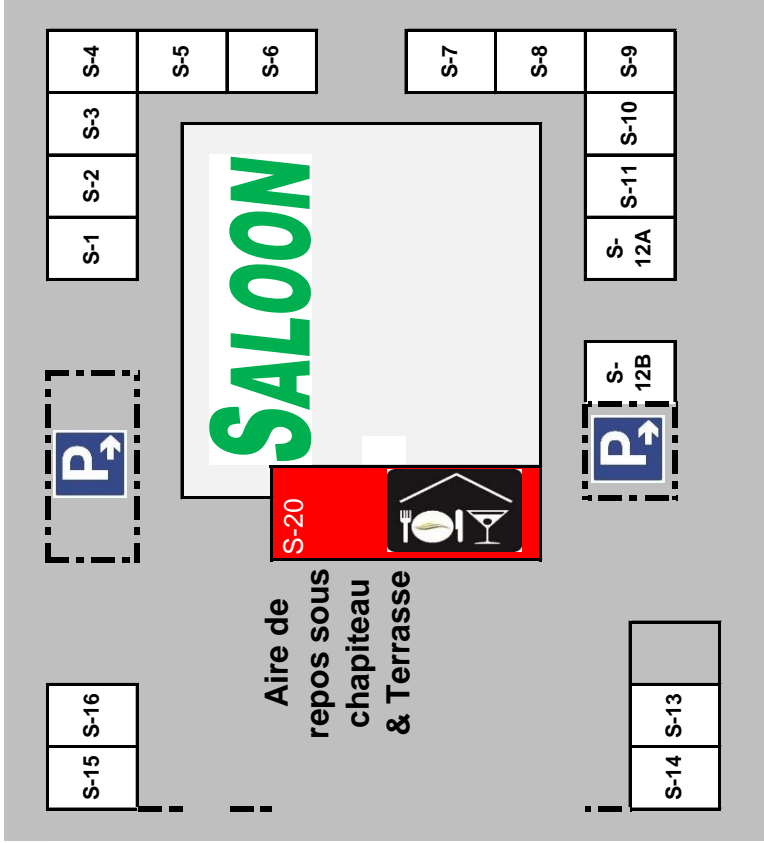 S-4
S-5
S-6
S-7
S-8
S-9
S-3
S-10
S-2
S-11
S-1
S-
12A
SALOON
S-
12B
P
P
S-20
Aire de
repos sous
chapiteau
& Terrasse
S-16
S-13
S-15
S-14